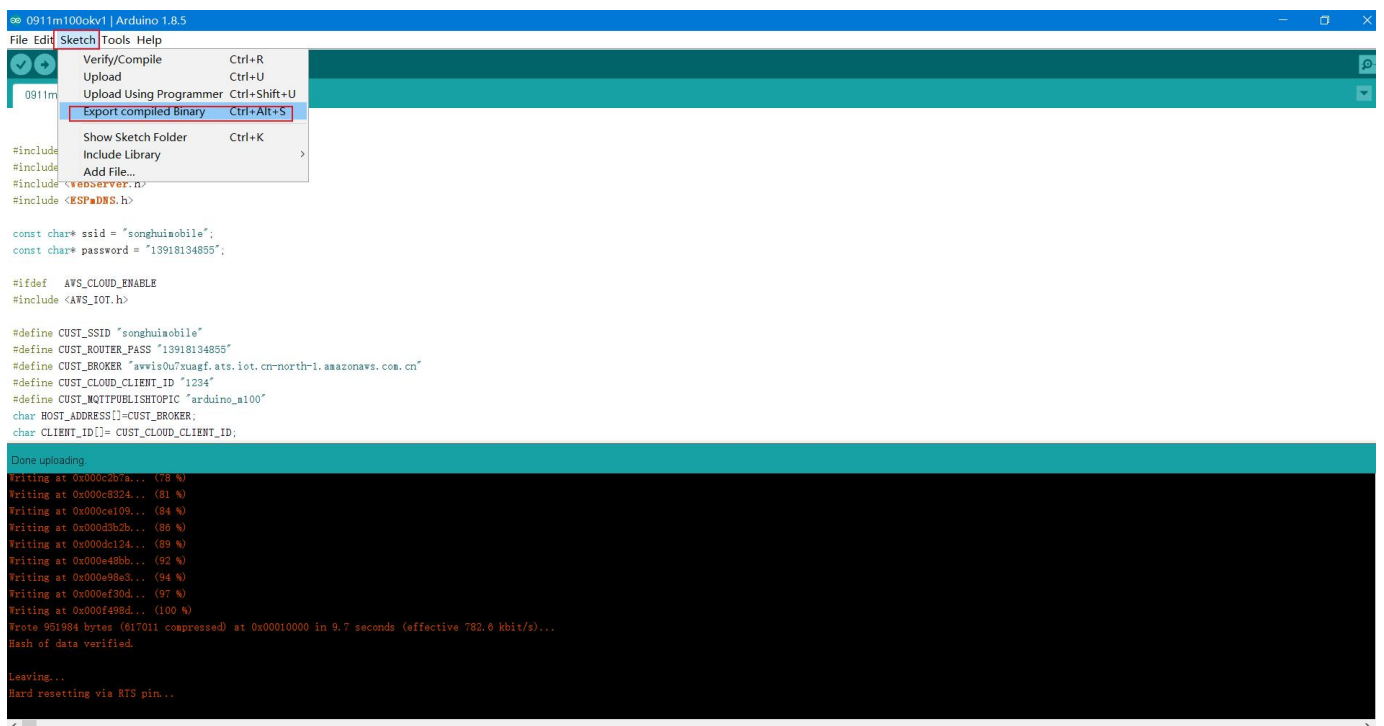 0911m100okv1 | Arduino 1.8.5
File Edit Sketch Tools Help
Verify/Compile Ctrl+R
Upload Ctrl+U
Upload Using Programmer Ctrl+Shift+U
0911m
Export compiled Binary Ctrl+Alt+S
Show Sketch Folder Ctrl+K
Include Library
Add File...
#include
#include
#include <WebServer.h>
#include <ESPmDNS.h>
const char* ssid = "songhuimobile";
const char* password = "13918134855";
#ifdef AWS_CLOUD_ENABLE
#include <AWS_IOT.h>
#define CUST_SSID "songhuimobile"
#define CUST_ROUTER_PASS "13918134855"
#define CUST_BROKER "awwis0u7xuagf.ats.iot.cn-north-1.amazonaws.com.cn"
#define CUST_CLOUD_CLIENT_ID "1234"
#define CUST_MQTTPUBLISHTOPIC "arduino_m100"
char HOST_ADDRESS[]=CUST_BROKER;
char CLIENT_ID[]= CUST_CLOUD_CLIENT_ID;
Done uploading.
Writing at 0x000c2b7a... (78 %)
Writing at 0x000c8324... (81 %)
Writing at 0x000ce109... (84 %)
Writing at 0x000d3b2b... (86 %)
Writing at 0x000dc124... (89 %)
Writing at 0x000e48bb... (92 %)
Writing at 0x000e98e3... (94 %)
Writing at 0x000ef30d... (97 %)
Writing at 0x000f498d... (100 %)
Wrote 951984 bytes (617011 compressed) at 0x00010000 in 9.7 seconds (effective 782.6 kbit/s)...
Hash of data verified.
Leaving...
Hard resetting via RTS pin...